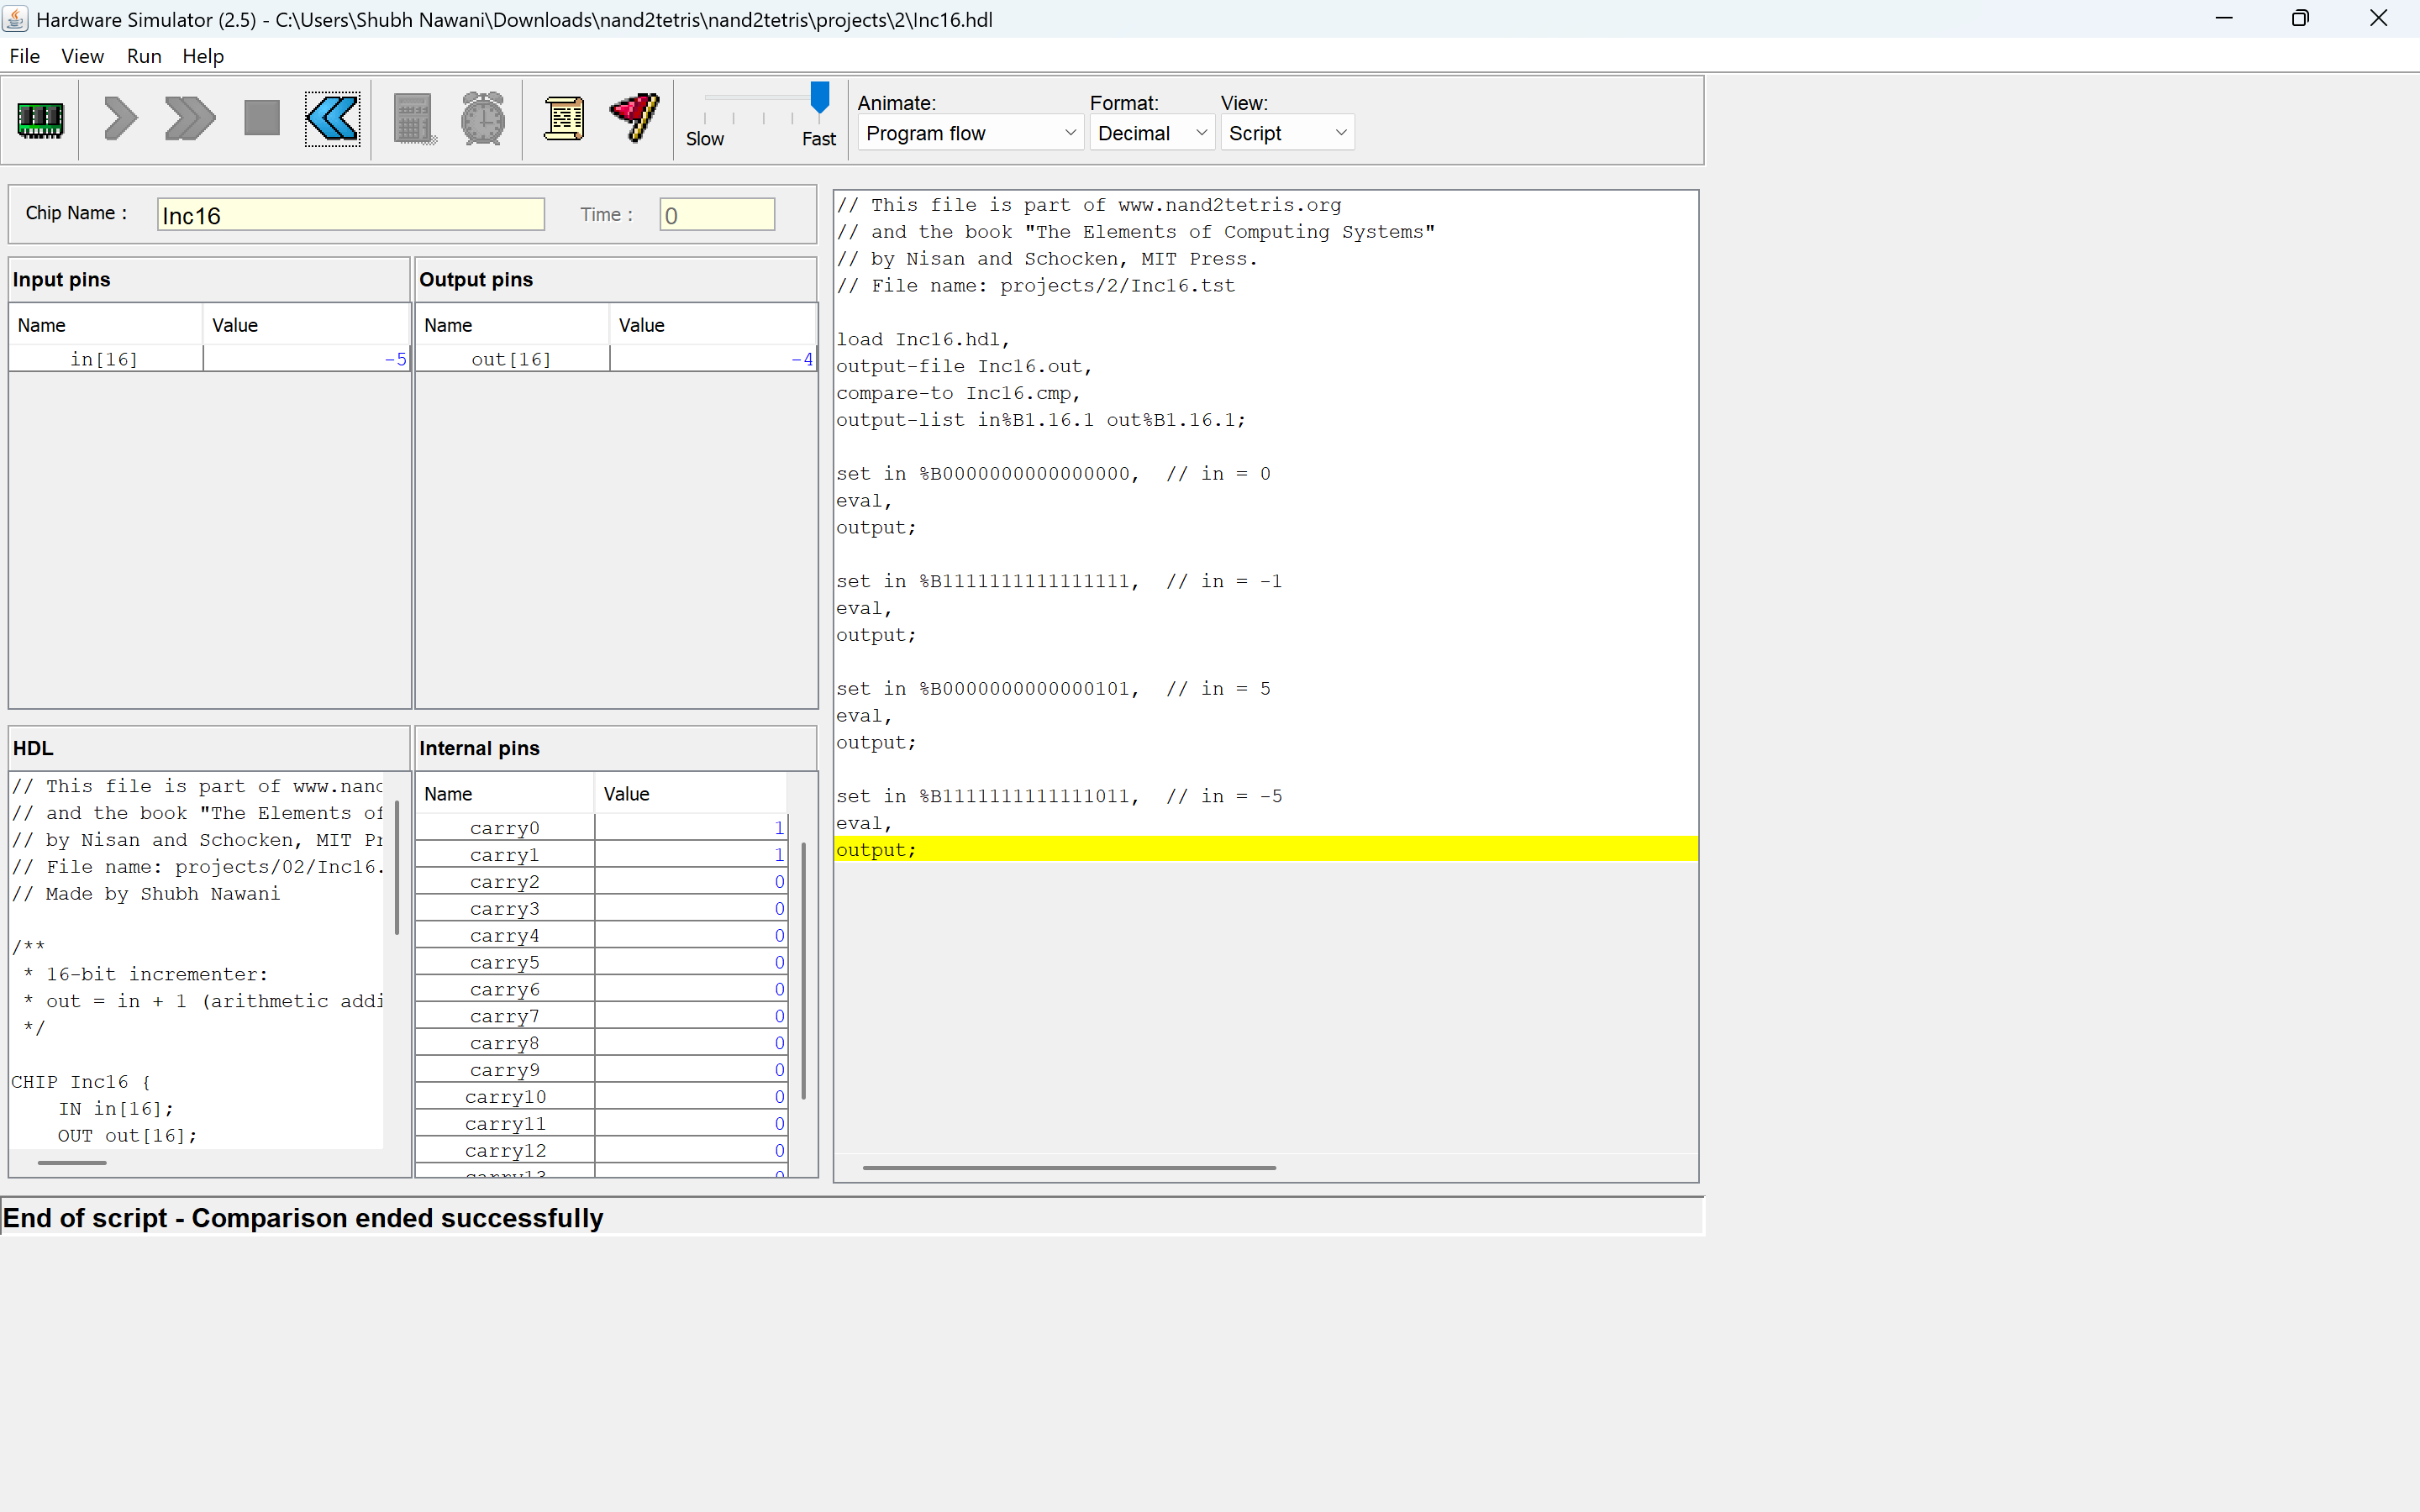 Hardware Simulator (2.5) - C:\Users\Shubh Nawani\Downloads\nand2tetris\nand2tetris\projects\2\Inc16.hdl
File View Run Help
Slow Fast
Animate: Format: View:
Program flow Decimal Script
Chip Name : Inc16 Time : 0
Input pins
Name Value
in[16] -5
Output pins
Name Value
out[16] -4
HDL
// This file is part of www.nand
// and the book "The Elements of
// by Nisan and Schocken, MIT Pr
// File name: projects/02/Inc16.
// Made by Shubh Nawani
/**
* 16-bit incrementer:
* out = in + 1 (arithmetic addi
*/
CHIP Inc16 {
IN in[16];
OUT out[16];
Internal pins
Name Value
carry0 1
carry1 1
carry2 0
carry3 0
carry4 0
carry5 0
carry6 0
carry7 0
carry8 0
carry9 0
carry10 0
carry11 0
carry12 0
carry13 0
// This file is part of www.nand2tetris.org
// and the book "The Elements of Computing Systems"
// by Nisan and Schocken, MIT Press.
// File name: projects/2/Inc16.tst
load Inc16.hdl,
output-file Inc16.out,
compare-to Inc16.cmp,
output-list in%B1.16.1 out%B1.16.1;
set in %B0000000000000000, // in = 0
eval,
output;
set in %B1111111111111111, // in = -1
eval,
output;
set in %B0000000000000101, // in = 5
eval,
output;
set in %B1111111111111011, // in = -5
eval,
output;
End of script - Comparison ended successfully